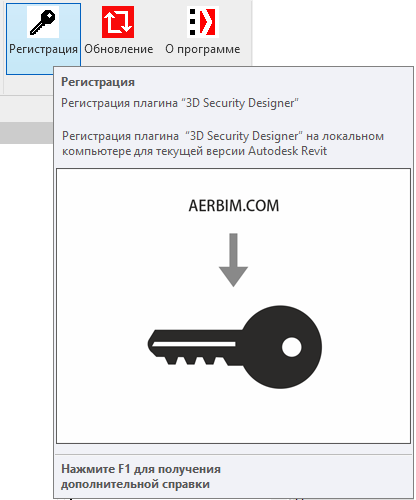 Регистрация Обновление О программе
Регистрация
Регистрация плагина "3D Security Designer"
Регистрация плагина "3D Security Designer" на локальном
компьютере для текущей версии Autodesk Revit
AERBIM.COM
Нажмите F1 для получения
дополнительной справки